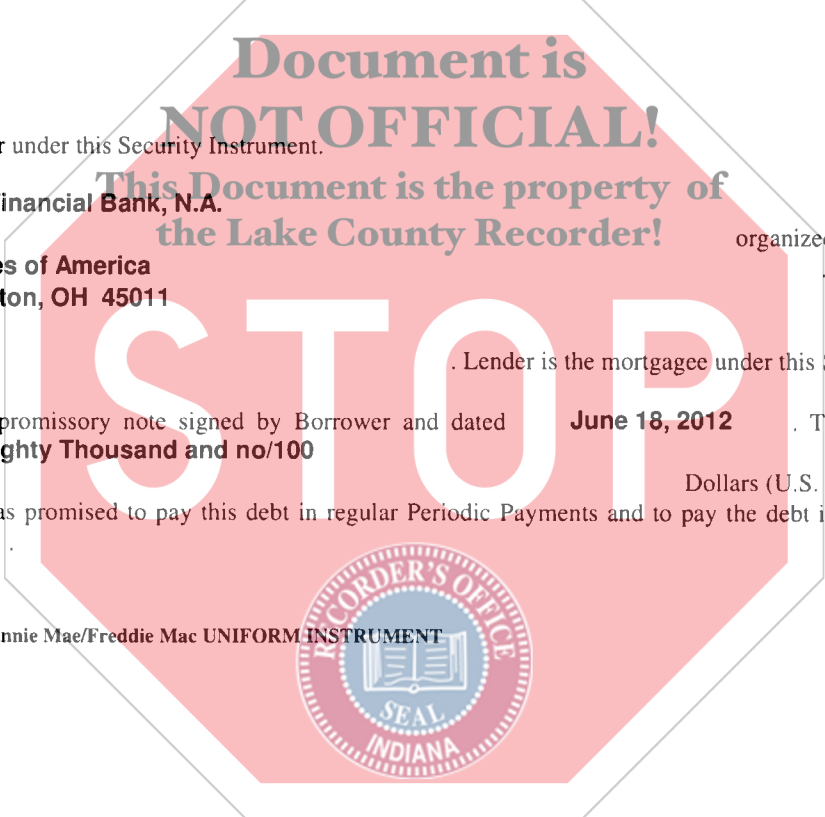 Document is
NOT OFFICIAL!
r under this Security Instrument.
This Document is the property of
inancial Bank, N.A.
the Lake County Recorder!
organized
es of America
ton, OH 45011
STOP
. Lender is the mortgagee under this
promissory note signed by Borrower and dated June 18, 2012 . T
ghty Thousand and no/100
Dollars (U.S.
as promised to pay this debt in regular Periodic Payments and to pay the debt i
.
RECORDER'S OFFICE
nnie Mae/Freddie Mac UNIFORM INSTRUMENT
SEAL
INDIANA